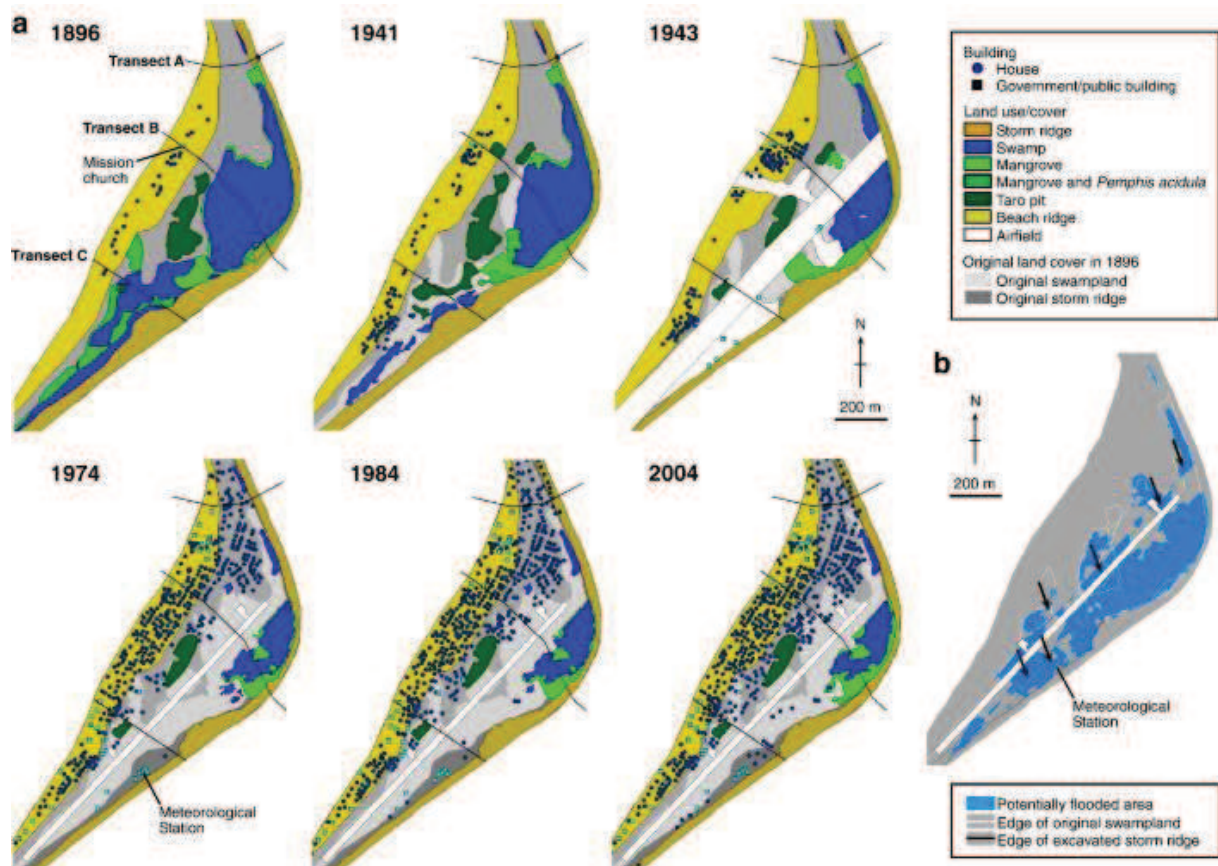 a
1896
1941
1943
Transect A
Transect B
Mission
church
Transect C
N
200 m
Building
House
Government/public building
Land use/cover
Storm ridge
Swamp
Mangrove
Mangrove and Pemphis acidula
Taro pit
Beach ridge
Airfield
Original land cover in 1896
Original swampland
Original storm ridge
1974
1984
2004
Meteorological
Station
b
N
200 m
Meteorological
Station
Potentially flooded area
Edge of original swampland
Edge of excavated storm ridge